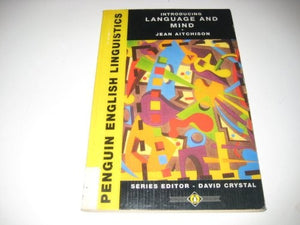 PENGUIN ENGLISH LINGUISTICS
INTRODUCING
LANGUAGE AND
MIND
JEAN AITCHISON
SERIES EDITOR - DAVID CRYSTAL